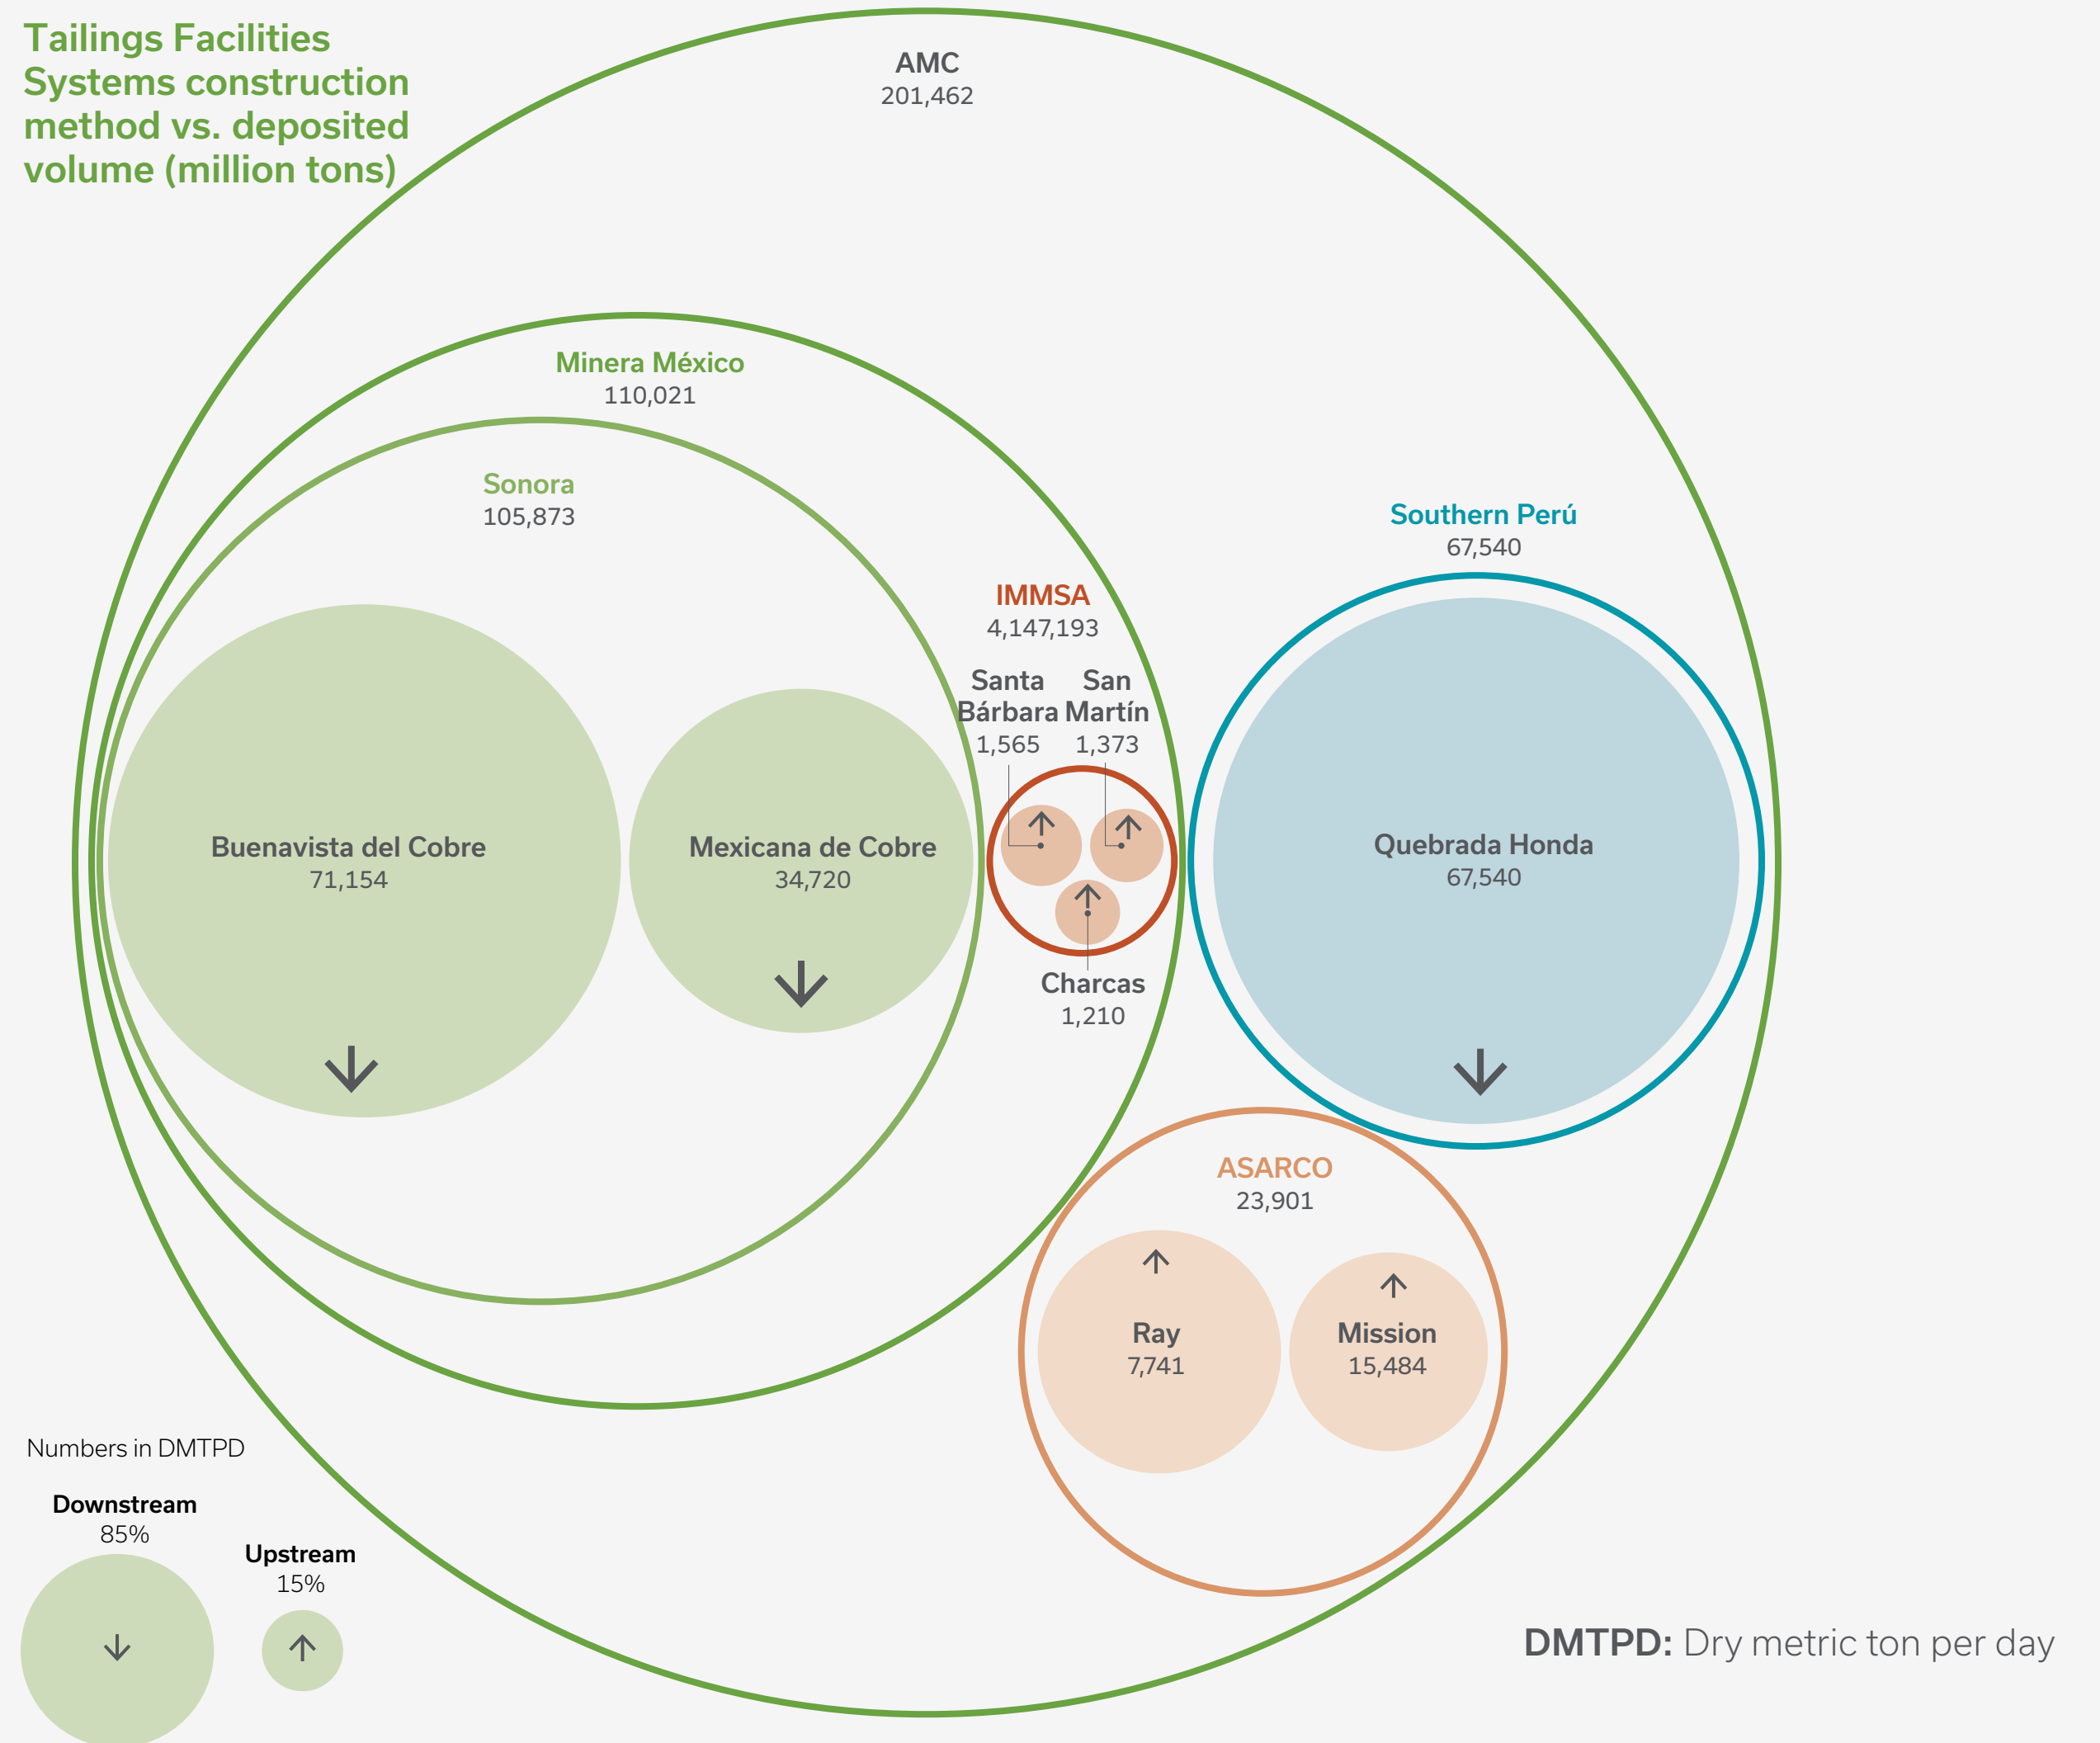 Tailings Facilities
Systems construction
method vs. deposited
volume (million tons)
AMC
201,462
Minera México
110,021
Sonora
105,873
Buenavista del Cobre
71,154
Mexicana de Cobre
34,720
IMMSA
4,147,193
Santa
Bárbara
1,565
San
Martín
1,373
Charcas
1,210
Southern Perú
67,540
Quebrada Honda
67,540
ASARCO
23,901
Ray
7,741
Mission
15,484
Numbers in DMTPD
Downstream
85%
Upstream
15%
DMTPD: Dry metric ton per day